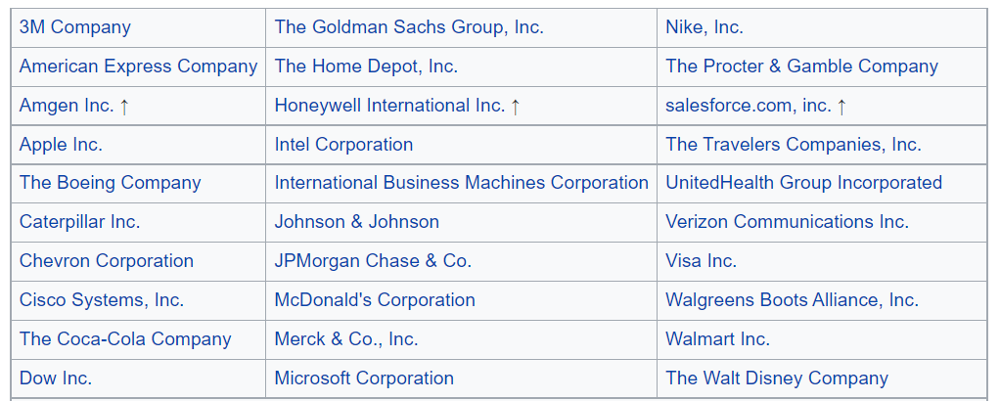 3M Company The Goldman Sachs Group, Inc. Nike, Inc.
American Express Company The Home Depot, Inc. The Procter & Gamble Company
Amgen Inc. ↑ Honeywell International Inc. ↑ salesforce.com, inc. ↑
Apple Inc. Intel Corporation The Travelers Companies, Inc.
The Boeing Company International Business Machines Corporation UnitedHealth Group Incorporated
Caterpillar Inc. Johnson & Johnson Verizon Communications Inc.
Chevron Corporation JPMorgan Chase & Co. Visa Inc.
Cisco Systems, Inc. McDonald's Corporation Walgreens Boots Alliance, Inc.
The Coca-Cola Company Merck & Co., Inc. Walmart Inc.
Dow Inc. Microsoft Corporation The Walt Disney Company